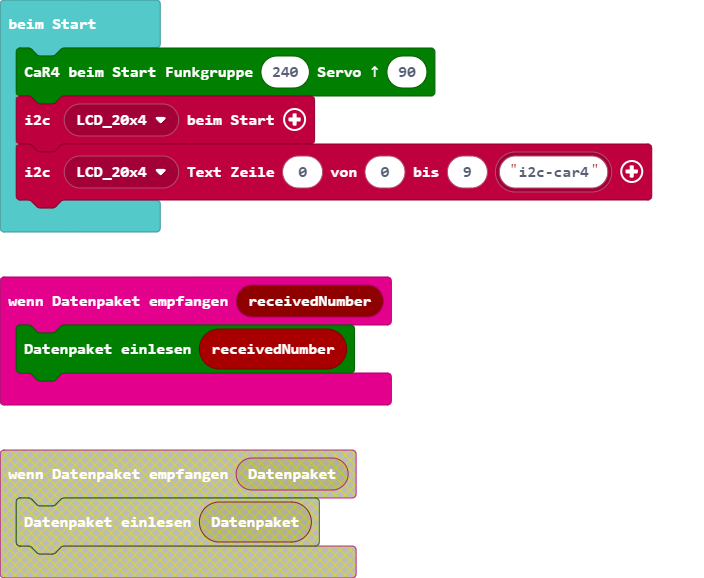 beim Start
CaR4 beim Start Funkgruppe 240 Servo ↑ 90
i2c LCD_20x4 beim Start
i2c LCD_20x4 Text Zeile 0 von 0 bis 9 "i2c-car4"
wenn Datenpaket empfangen receivedNumber
Datenpaket einlesen receivedNumber
wenn Datenpaket empfangen Datenpaket
Datenpaket einlesen Datenpaket